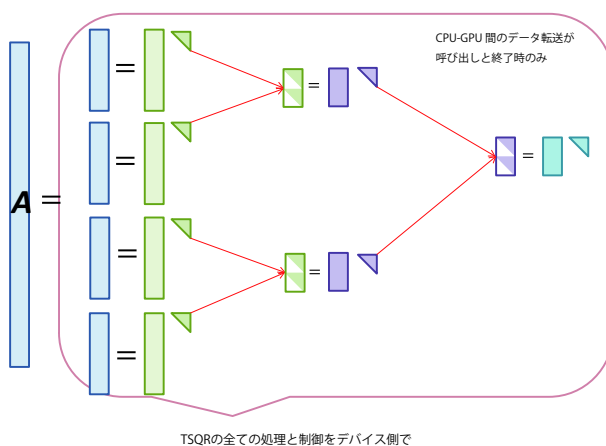 CPU-GPU 間のデータ転送が
呼び出しと終了時のみ
=
=
=
=
A =
=
=
=
TSQRの全ての処理と制御をデバイス側で